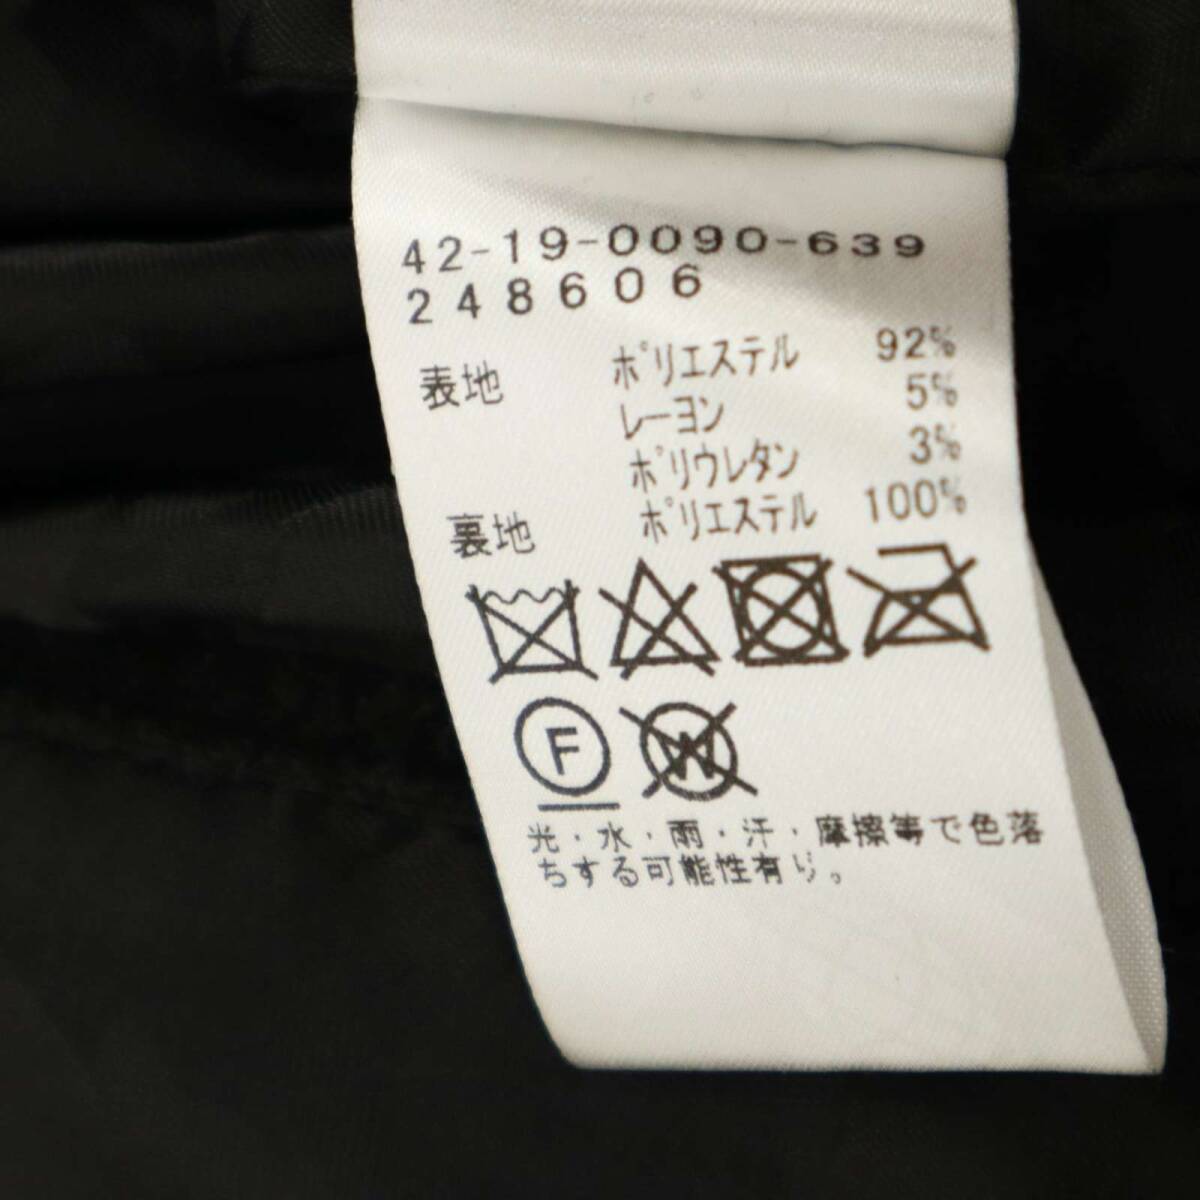 42-19-0090-639
248606
表地 ポリエステル 92%
レーヨン 5%
ポリウレタン 3%
裏地 ポリエステル 100%
F W
光・水・雨・汗・摩擦等で色落
ちする可能性有り。